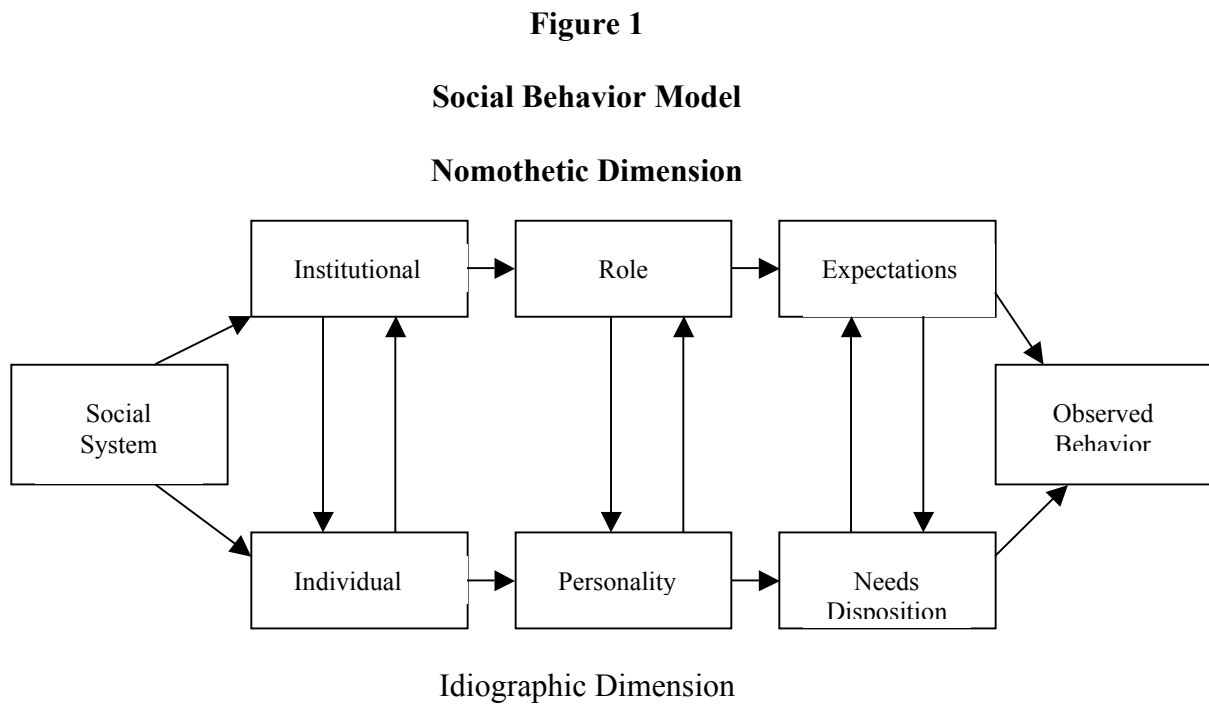 Figure 1
Social Behavior Model
Nomothetic Dimension
Institutional
Role
Expectations
Social
System
Observed
Behavior
Individual
Personality
Needs
Disposition
Idiographic Dimension